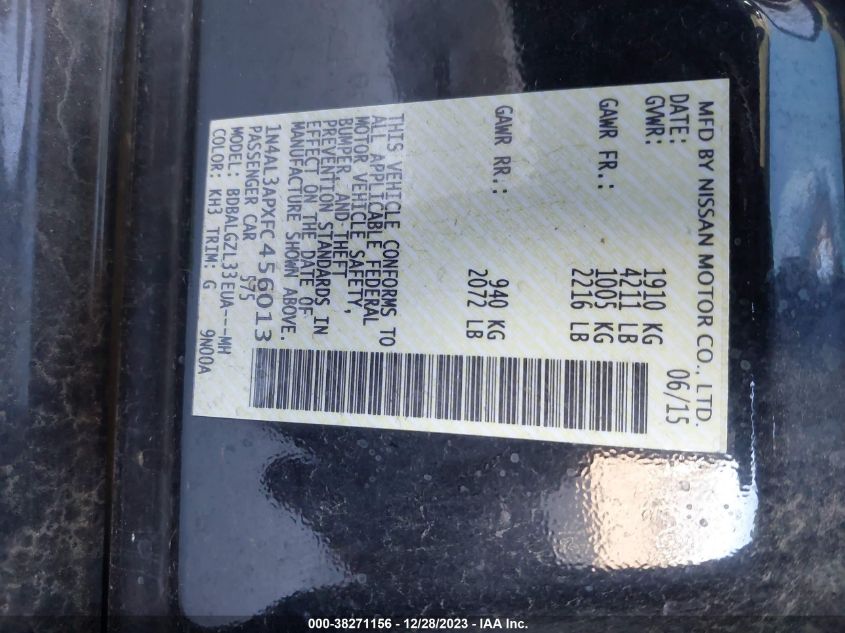 MFD BY NISSAN MOTOR CO., LTD.
DATE: 06/15
GVWR: 1910 KG
4211 LB
GAWR FR.: 1005 KG
2216 LB
GAWR RR.: 940 KG
2072 LB
THIS VEHICLE CONFORMS TO
ALL APPLICABLE FEDERAL
MOTOR VEHICLE SAFETY,
BUMPER, AND THEFT
PREVENTION STANDARDS IN
EFFECT ON THE DATE OF
MANUFACTURE SHOWN ABOVE.
1N4AL3APXFC456013
PASSENGER CAR 575
MODEL: BDBALGZL33EUA---MH
COLOR: KH3 TRIM: G 9N00A
000-38271156 - 12/28/2023 - IAA Inc.